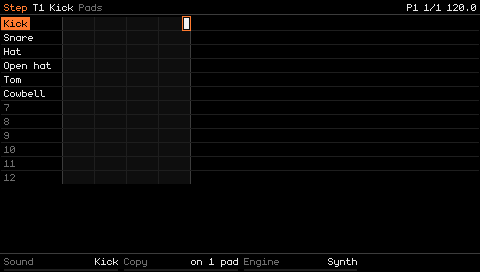 Step T1 Kick Pads P1 1/1 120.0
Kick
Snare
Hat
Open hat
Tom
Cowbell
7
8
9
10
11
12
Sound Kick Copy on 1 pad Engine Synth